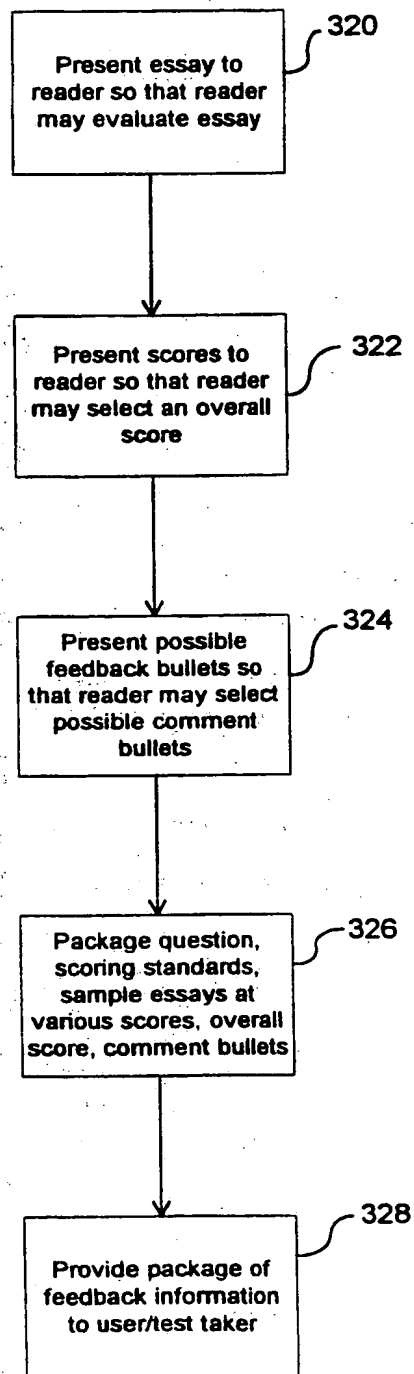 320
Present essay to
reader so that reader
may evaluate essay
322
Present scores to
reader so that reader
may select an overall
score
324
Present possible
feedback bullets so
that reader may select
possible comment
bullets
326
Package question,
scoring standards,
sample essays at
various scores, overall
score, comment bullets
328
Provide package of
feedback information
to user/test taker